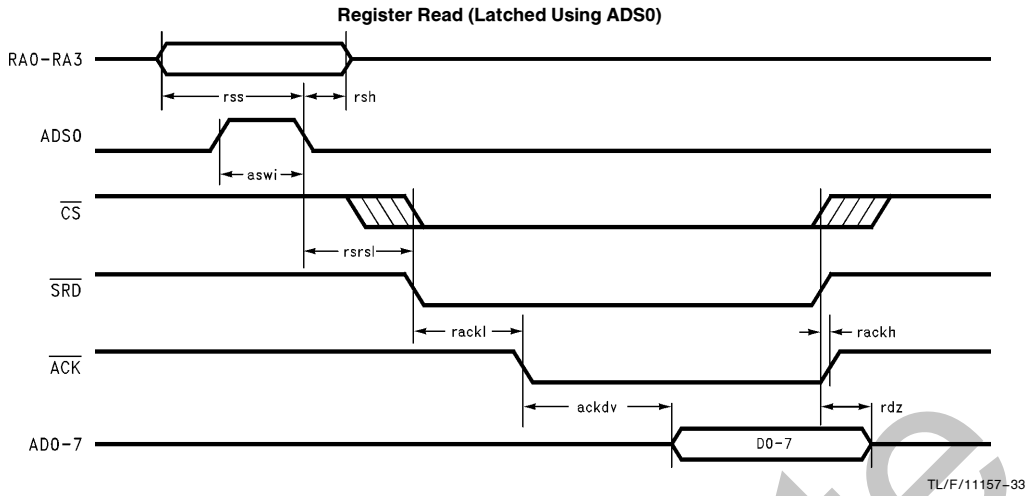 Register Read (Latched Using ADS0)
RA0-RA3
rss
rsh
ADS0
aswi
CS
rsrsl
SRD
rackl
rackh
ACK
ackdv
rdz
AD0-7
D0-7
TL/F/11157-33